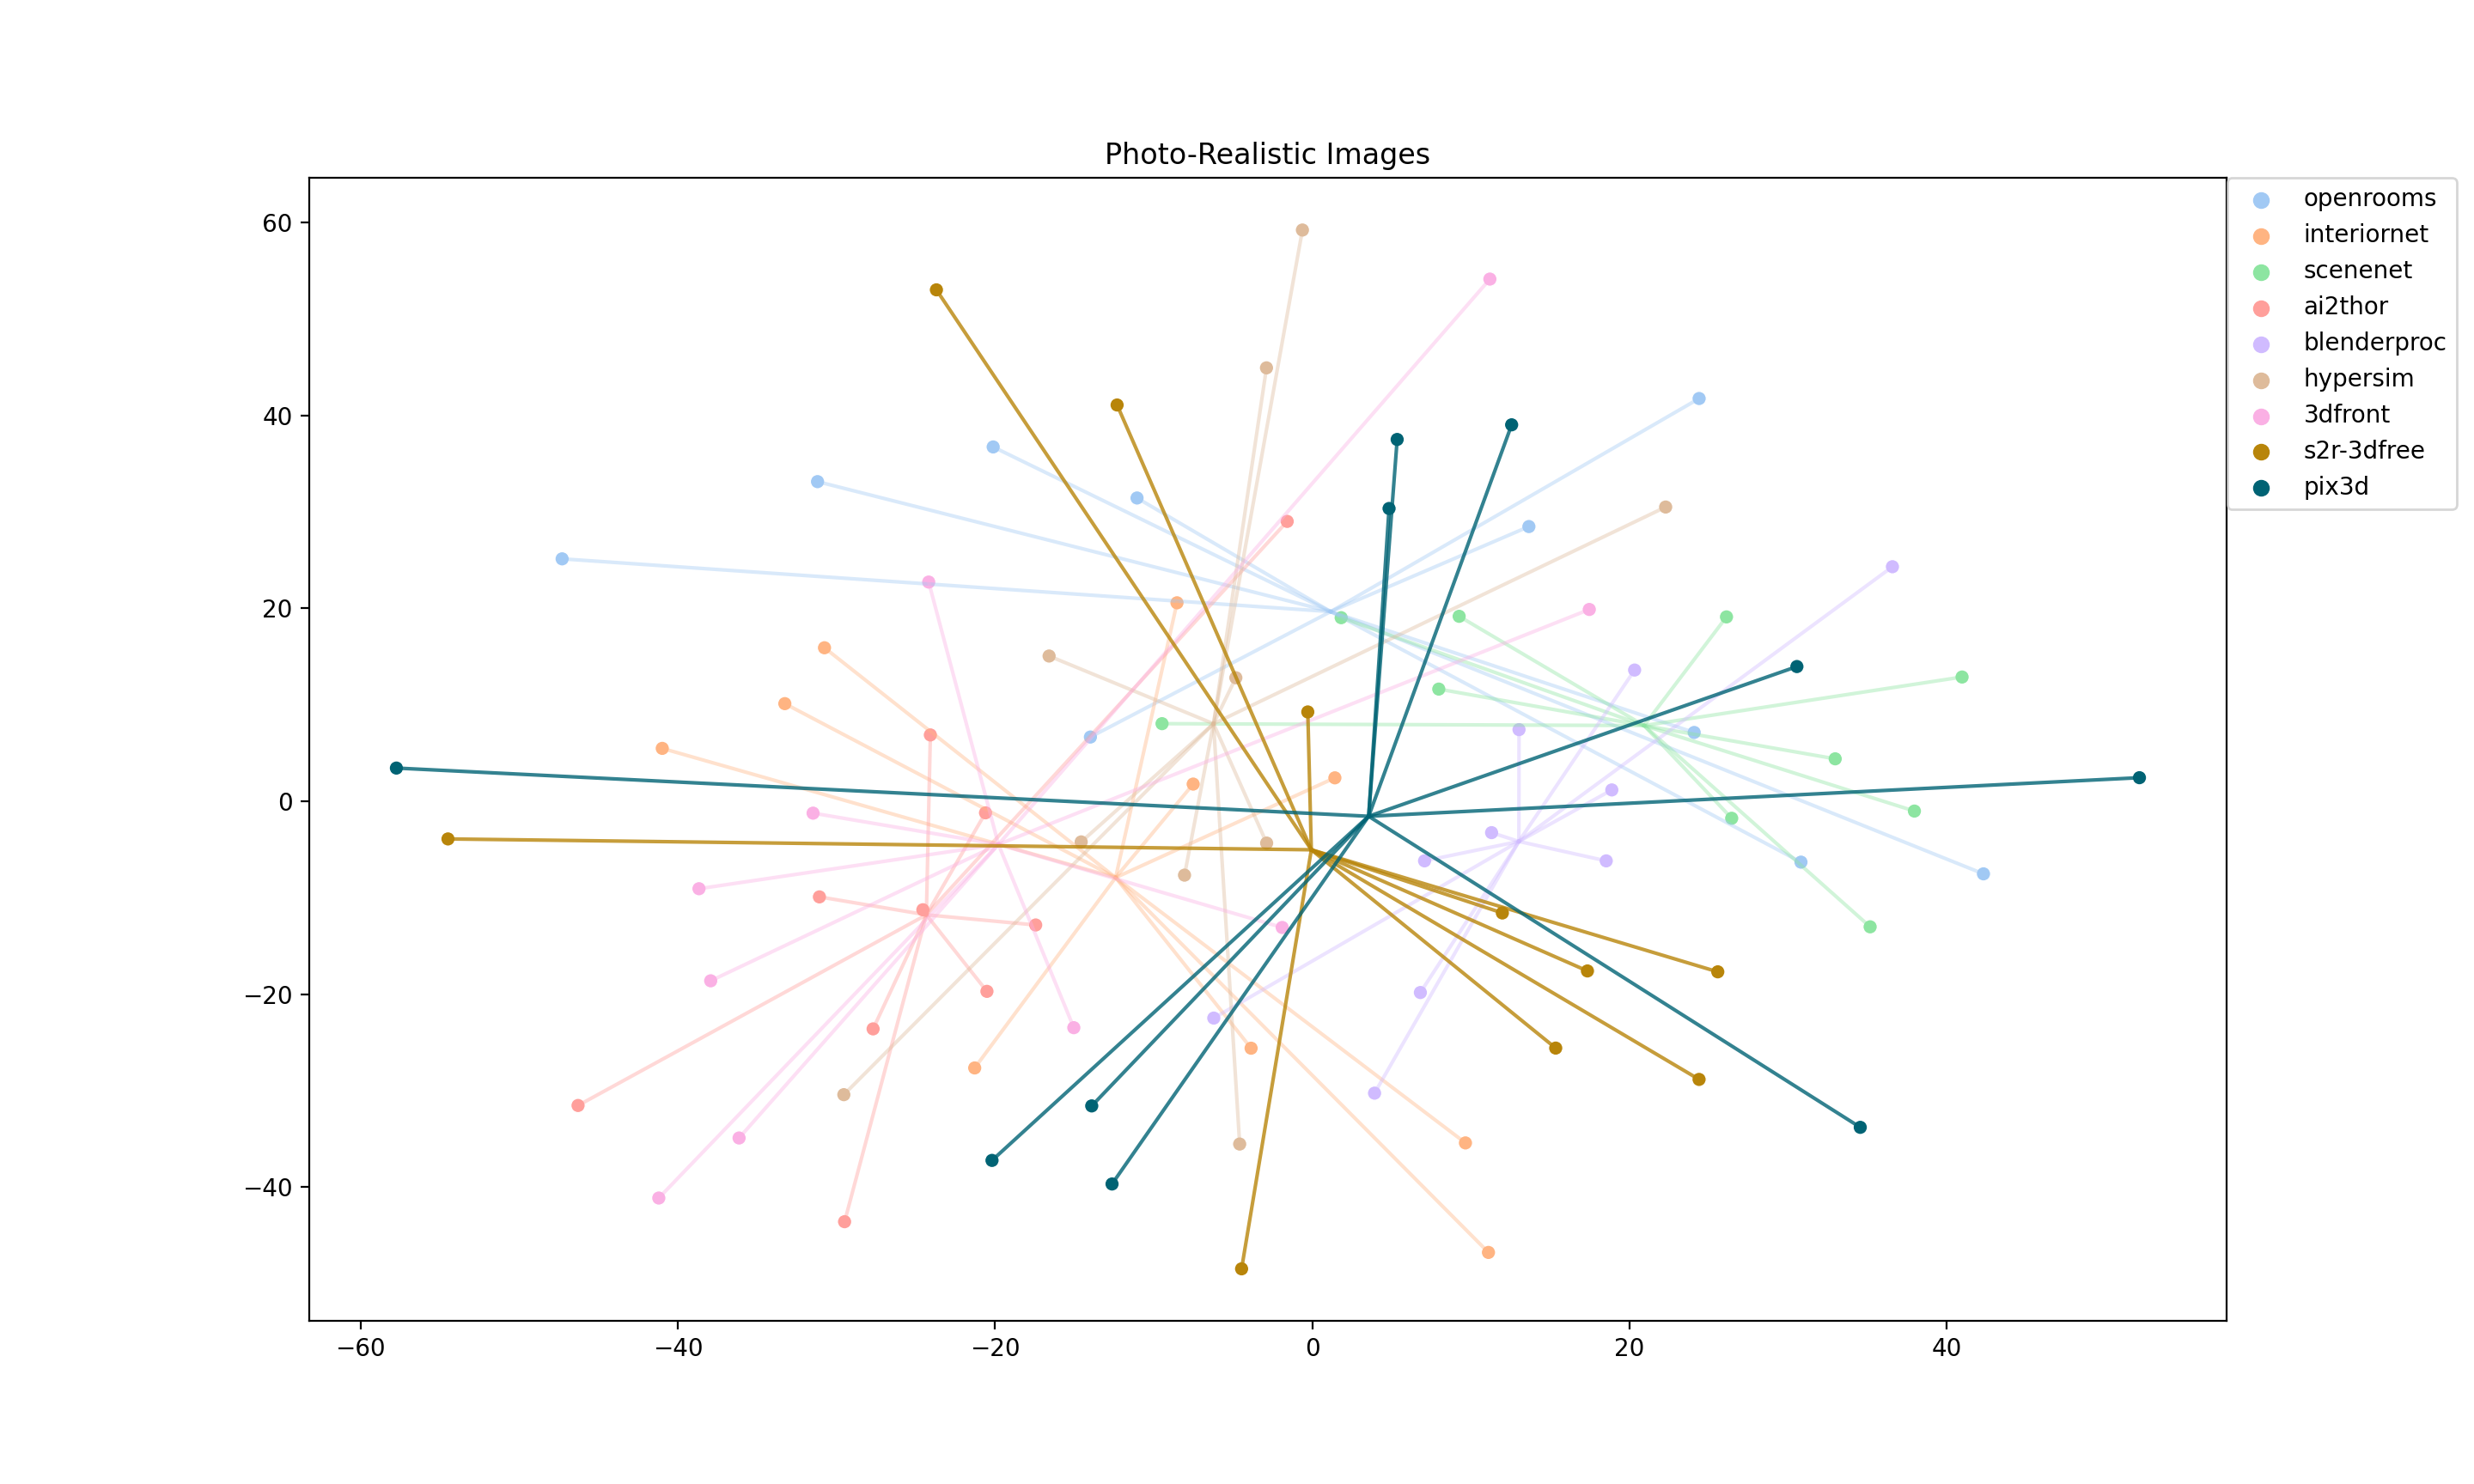 Photo-Realistic Images
60
40
20
0
−20
−40
−60
−40
−20
0
20
40
openrooms
interiornet
scenenet
ai2thor
blenderproc
hypersim
3dfront
s2r-3dfree
pix3d